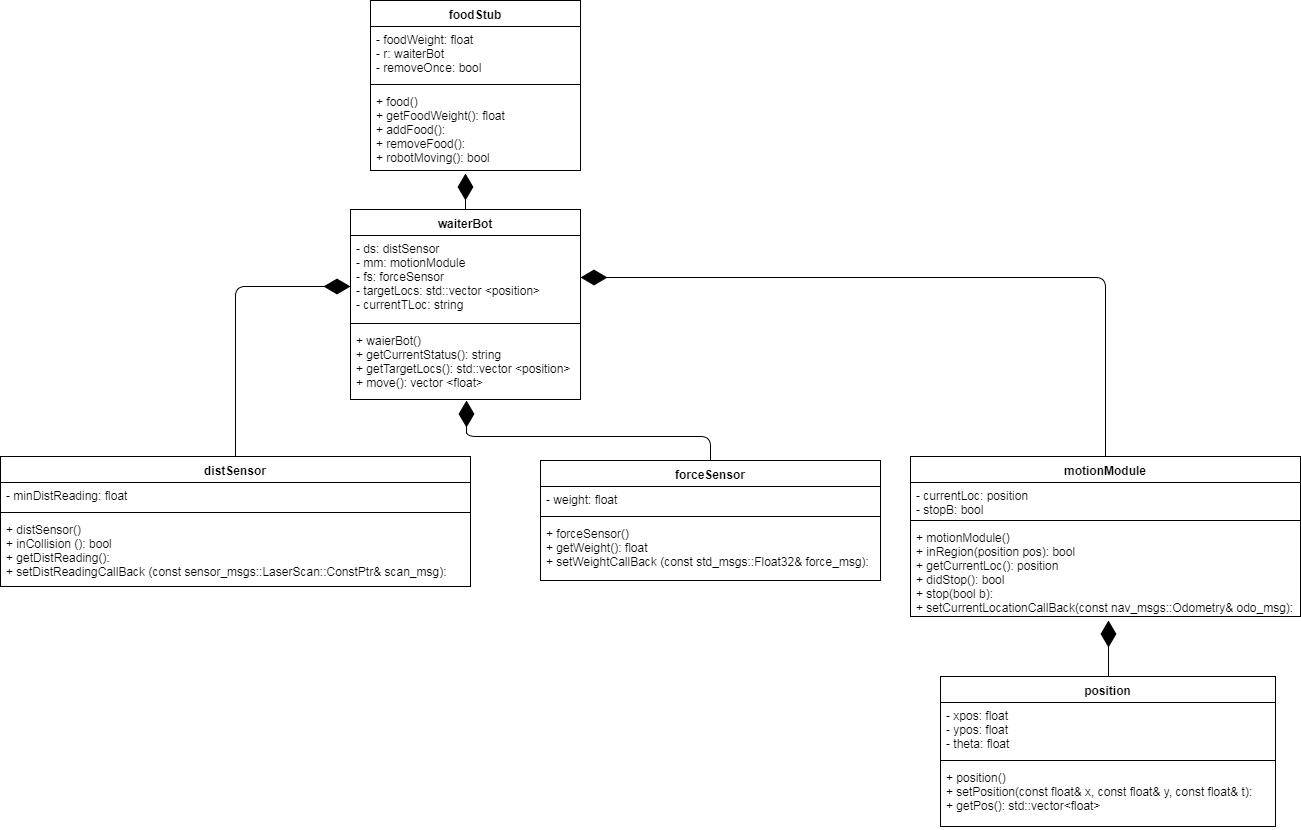 foodStub
- foodWeight: float
- r: waiterBot
- removeOnce: bool
+ food()
+ getFoodWeight(): float
+ addFood():
+ removeFood():
+ robotMoving(): bool
waiterBot
- ds: distSensor
- mm: motionModule
- fs: forceSensor
- targetLocs: std::vector <position>
- currentTLoc: string
+ waierBot()
+ getCurrentStatus(): string
+ getTargetLocs(): std::vector <position>
+ move(): vector <float>
distSensor
- minDistReading: float
+ distSensor()
+ inCollision (): bool
+ getDistReading():
+ setDistReadingCallBack (const sensor_msgs::LaserScan::ConstPtr& scan_msg):
forceSensor
- weight: float
+ forceSensor()
+ getWeight(): float
+ setWeightCallBack (const std_msgs::Float32& force_msg):
motionModule
- currentLoc: position
- stopB: bool
+ motionModule()
+ inRegion(position pos): bool
+ getCurrentLoc(): position
+ didStop(): bool
+ stop(bool b):
+ setCurrentLocationCallBack(const nav_msgs::Odometry& odo_msg):
position
- xpos: float
- ypos: float
- theta: float
+ position()
+ setPosition(const float& x, const float& y, const float& t):
+ getPos(): std::vector<float>